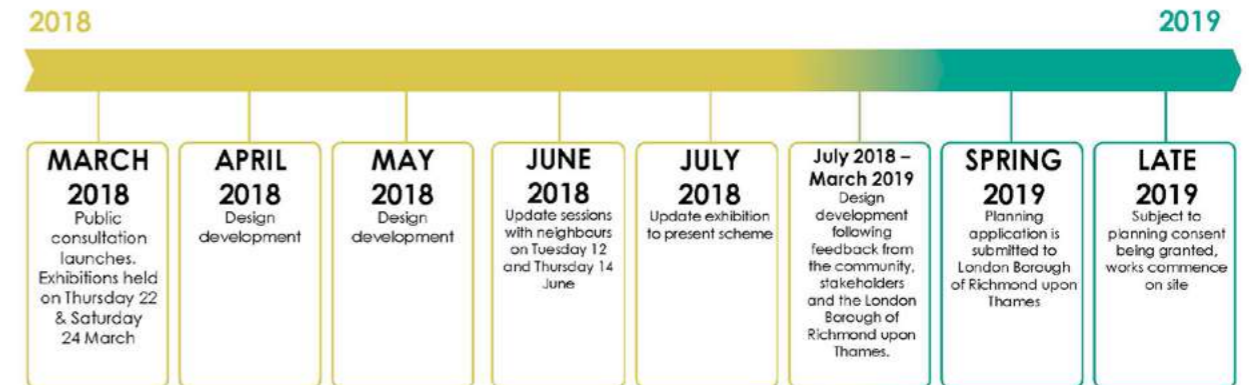 2018
2019
MARCH
2018
Public
consultation
launches.
Exhibitions held
on Thursday 22
& Saturday
24 March
APRIL
2018
Design
development
MAY
2018
Design
development
JUNE
2018
Update sessions
with neighbours
on Tuesday 12
and Thursday 14
June
JULY
2018
Update exhibition
to present scheme
July 2018 –
March 2019
Design
development
following
feedback from
the community,
stakeholders
and the London
Borough of
Richmond upon
Thames.
SPRING
2019
Planning
application is
submitted to
London Borough
of Richmond upon
Thames
LATE
2019
Subject to
planning consent
being granted,
works commence
on site